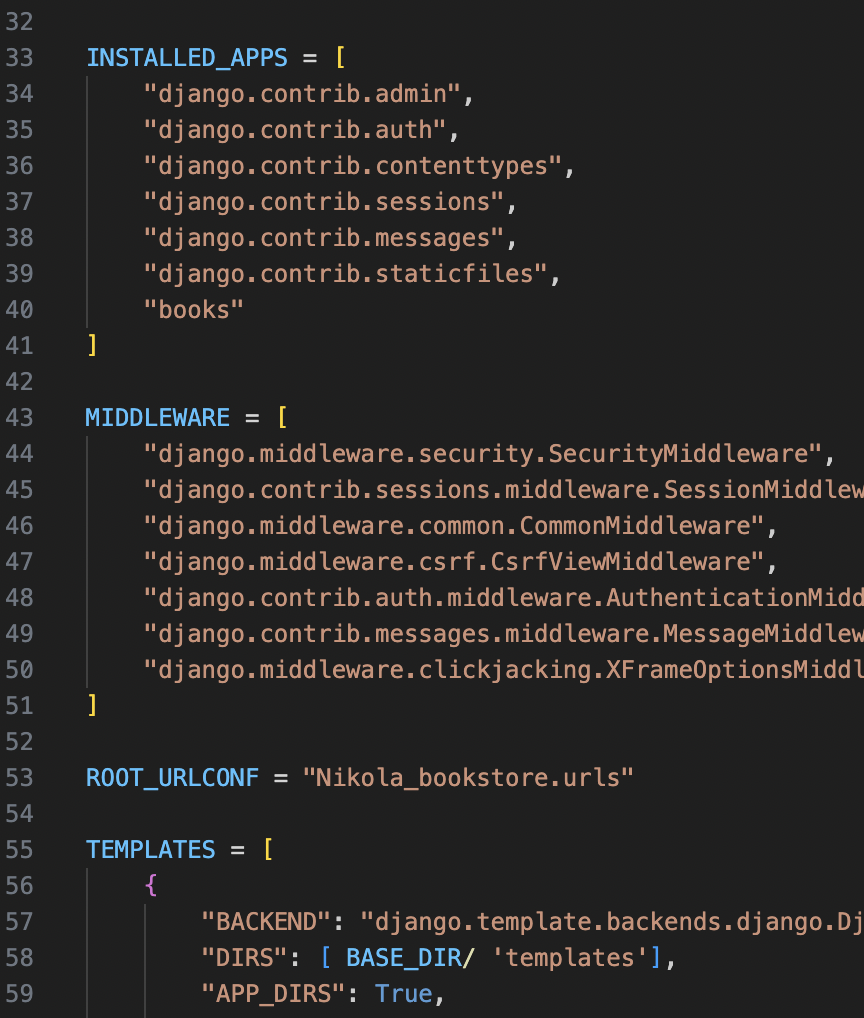 32
33 INSTALLED_APPS = [
34 "django.contrib.admin",
35 "django.contrib.auth",
36 "django.contrib.contenttypes",
37 "django.contrib.sessions",
38 "django.contrib.messages",
39 "django.contrib.staticfiles",
40 "books"
41 ]
42
43 MIDDLEWARE = [
44 "django.middleware.security.SecurityMiddleware",
45 "django.contrib.sessions.middleware.SessionMiddlew
46 "django.middleware.common.CommonMiddleware",
47 "django.middleware.csrf.CsrfViewMiddleware",
48 "django.contrib.auth.middleware.AuthenticationMidd
49 "django.contrib.messages.middleware.MessageMiddlew
50 "django.middleware.clickjacking.XFrameOptionsMiddl
51 ]
52
53 ROOT_URLCONF = "Nikola_bookstore.urls"
54
55 TEMPLATES = [
56 {
57 "BACKEND": "django.template.backends.django.Dj
58 "DIRS": [ BASE_DIR/ 'templates'],
59 "APP_DIRS": True,